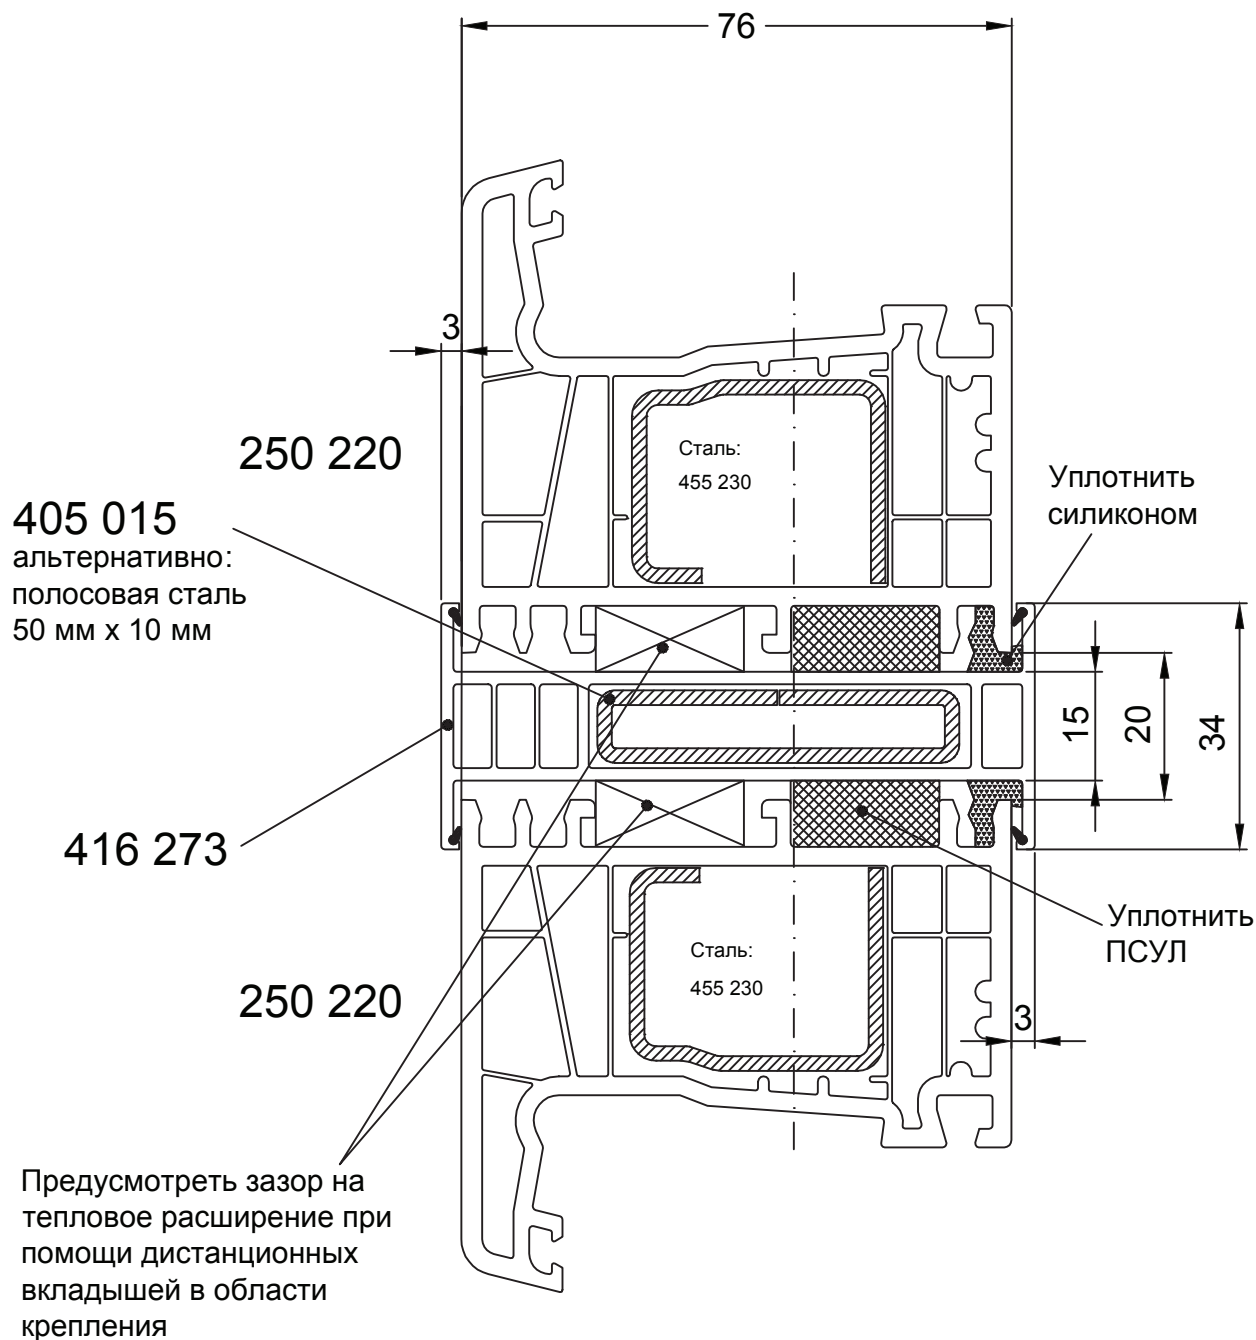 76
3
250 220
Сталь:
455 230
Уплотнить
силиконом
405 015
альтернативно:
полосовая сталь
50 мм х 10 мм
15
20
34
416 273
Уплотнить
ПСУЛ
Сталь:
455 230
250 220
3
Предусмотреть зазор на
тепловое расширение при
помощи дистанционных
вкладышей в области
крепления